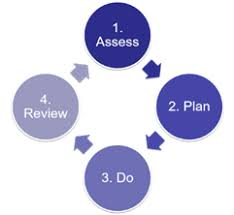 1.
Assess
2. Plan
3. Do
4.
Review